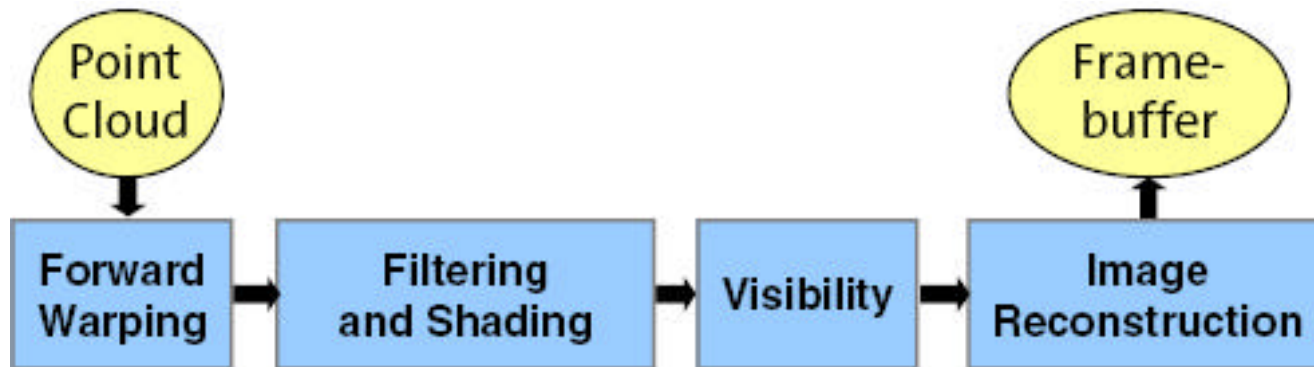 Point
Cloud
Frame-
buffer
Forward
Warping
Filtering
and Shading
Visibility
Image
Reconstruction